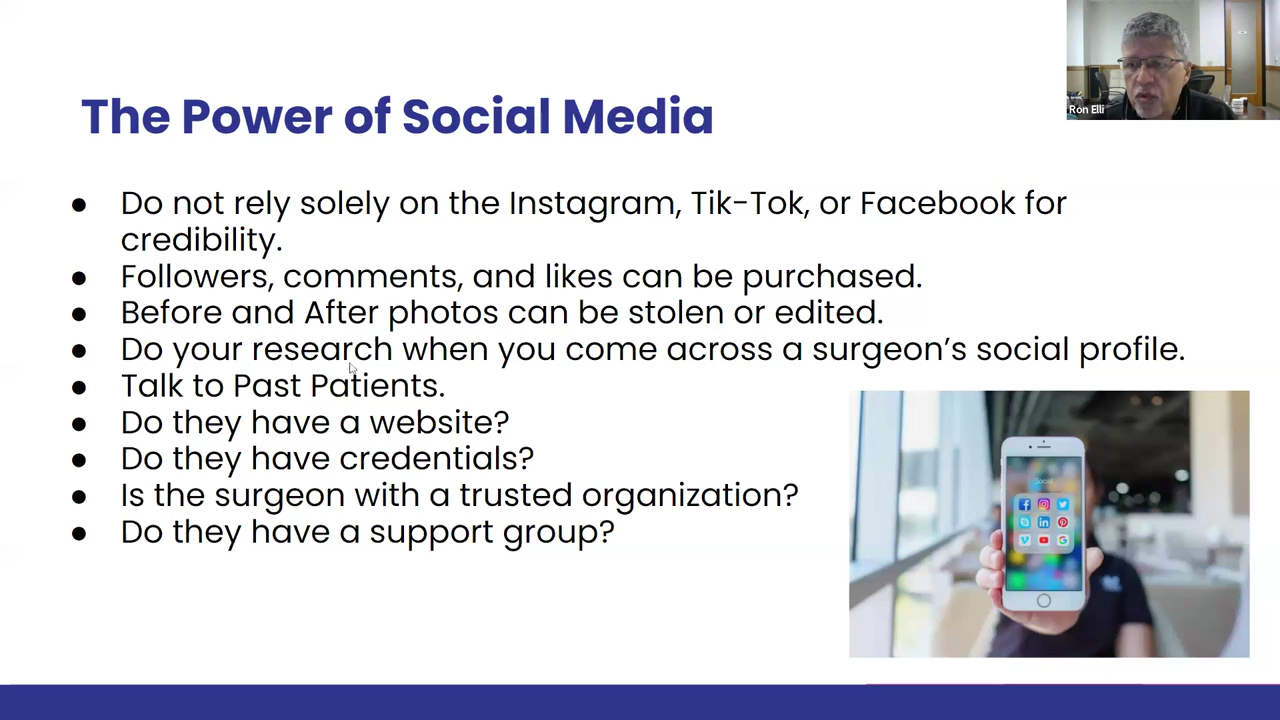 Ron Elli
The Power of Social Media
● Do not rely solely on the Instagram, Tik-Tok, or Facebook for
credibility.
● Followers, comments, and likes can be purchased.
● Before and After photos can be stolen or edited.
● Do your research when you come across a surgeon’s social profile.
● Talk to Past Patients.
● Do they have a website?
● Do they have credentials?
● Is the surgeon with a trusted organization?
● Do they have a support group?
Social